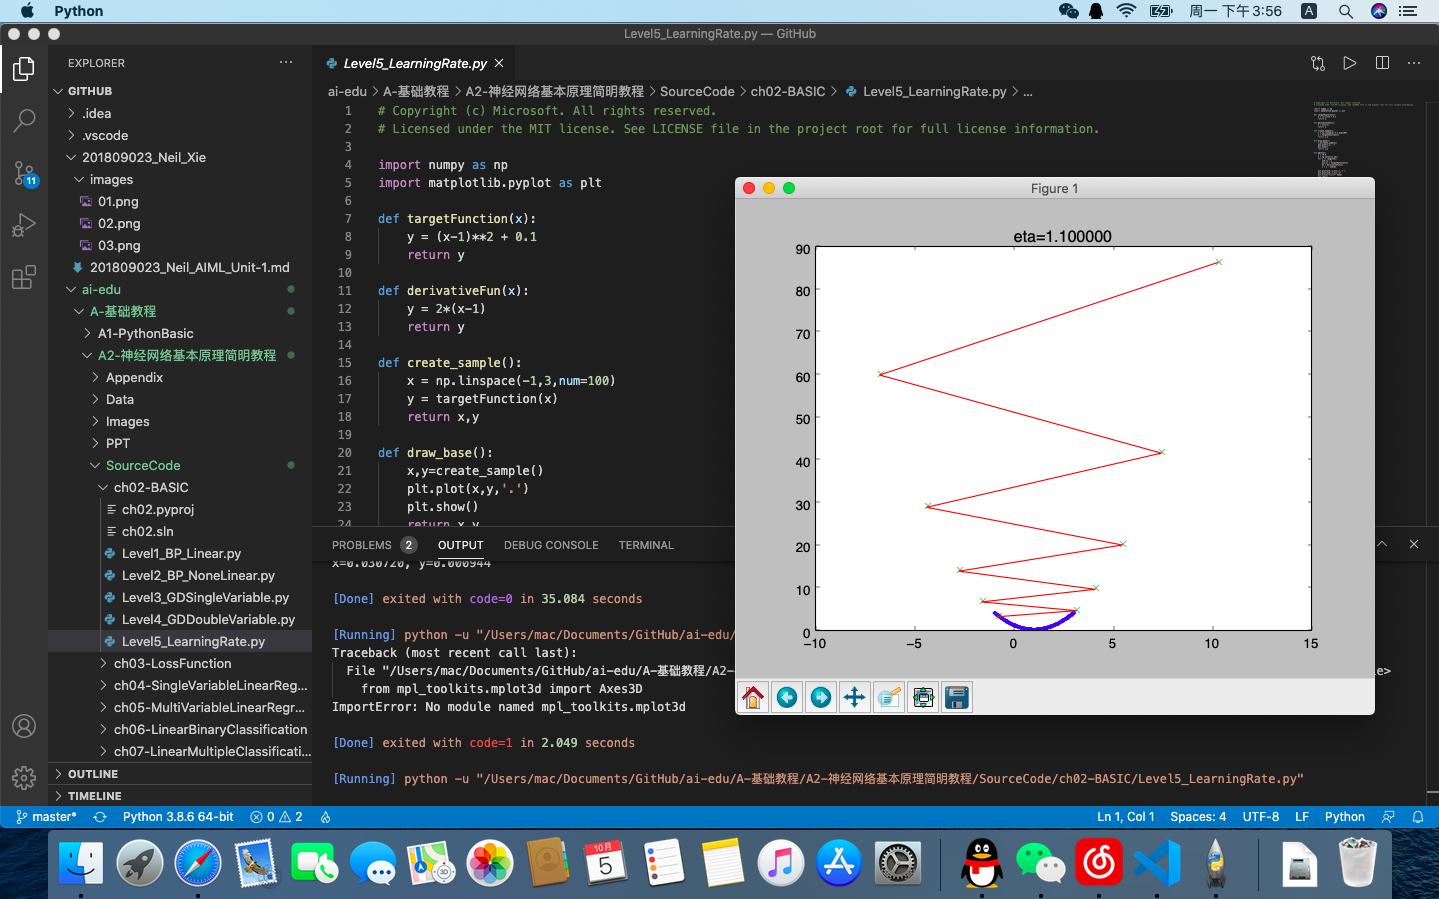 Python
周一 下午3:56
A
Level5_LearningRate.py — GitHub
EXPLORER
GITHUB
.idea
.vscode
201809023_Neil_Xie
images
01.png
02.png
03.png
201809023_Neil_AIML_Unit-1.md
ai-edu
A-基础教程
A1-PythonBasic
A2-神经网络基本原理简明教程
Appendix
Data
Images
PPT
SourceCode
ch02-BASIC
ch02.pyproj
ch02.sln
Level1_BP_Linear.py
Level2_BP_NoneLinear.py
Level3_GDSingleVariable.py
Level4_GDDoubleVariable.py
Level5_LearningRate.py
ch03-LossFunction
ch04-SingleVariableLinearReg...
ch05-MultiVariableLinearRegr...
ch06-LinearBinaryClassification
ch07-LinearMultipleClassificati...
OUTLINE
TIMELINE
11
Level5_LearningRate.py
ai-edu > A-基础教程 > A2-神经网络基本原理简明教程 > SourceCode > ch02-BASIC > Level5_LearningRate.py > ...
1 # Copyright (c) Microsoft. All rights reserved.
2 # Licensed under the MIT license. See LICENSE file in the project root for full license information.
3
4 import numpy as np
5 import matplotlib.pyplot as plt
6
7 def targetFunction(x):
8 y = (x-1)**2 + 0.1
9 return y
10
11 def derivativeFun(x):
12 y = 2*(x-1)
13 return y
14
15 def create_sample():
16 x = np.linspace(-1,3,num=100)
17 y = targetFunction(x)
18 return x,y
19
20 def draw_base():
21 x,y=create_sample()
22 plt.plot(x,y,'.')
23 plt.show()
24 return x,y
Figure 1
eta=1.100000
90
80
70
60
50
40
30
20
10
0
−10
−5
0
5
10
15
PROBLEMS 2 OUTPUT DEBUG CONSOLE TERMINAL
x=0.030720, y=0.000944
[Done] exited with code=0 in 35.084 seconds
[Running] python -u "/Users/mac/Documents/GitHub/ai-edu/
Traceback (most recent call last):
File "/Users/mac/Documents/GitHub/ai-edu/A-基础教程/A2-
le>
from mpl_toolkits.mplot3d import Axes3D
ImportError: No module named mpl_toolkits.mplot3d
[Done] exited with code=1 in 2.049 seconds
[Running] python -u "/Users/mac/Documents/GitHub/ai-edu/A-基础教程/A2-神经网络基本原理简明教程/SourceCode/ch02-BASIC/Level5_LearningRate.py"
master* Python 3.8.6 64-bit 0 2
Ln 1, Col 1 Spaces: 4 UTF-8 LF Python
10月
5
3D